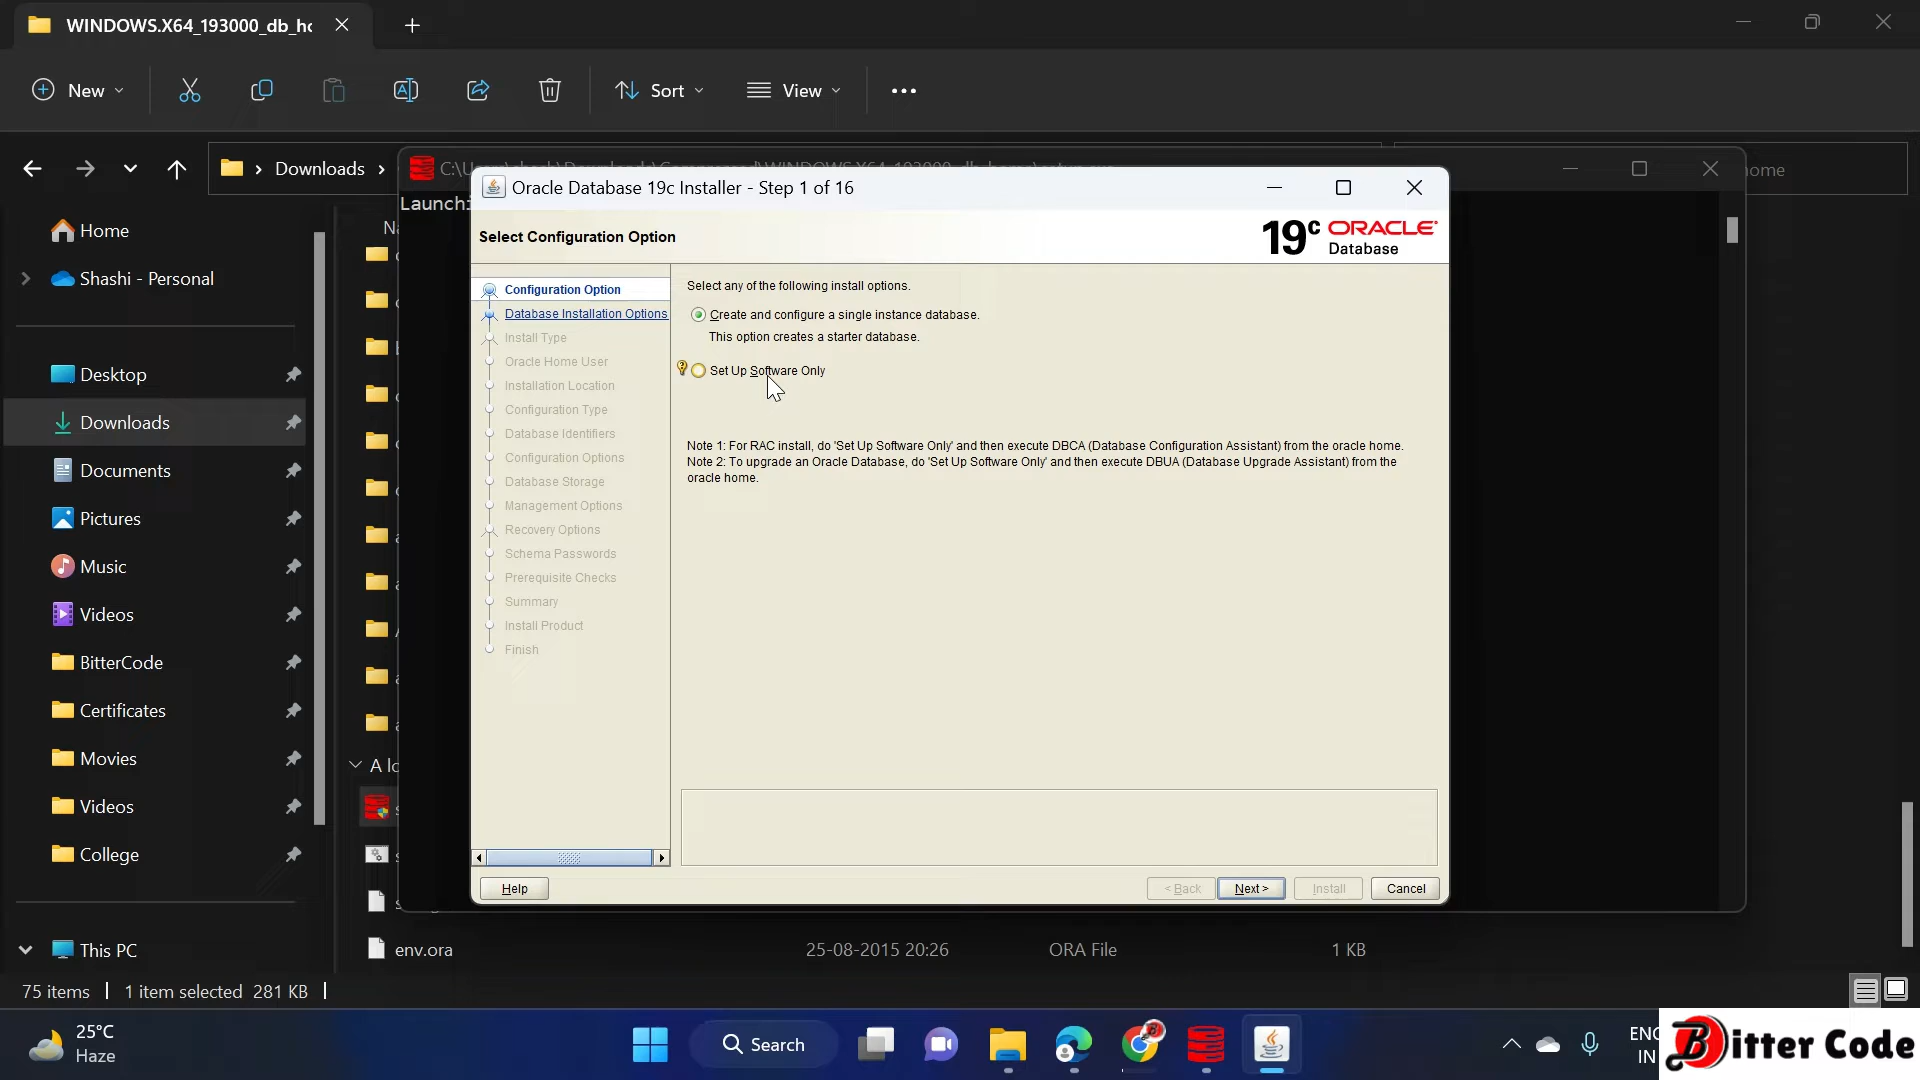 WINDOWS.X64_193000_db_hc
New
Sort
View
Downloads
C:\U
ome
Launchi
Oracle Database 19c Installer - Step 1 of 16
Select Configuration Option
19c ORACLE
Database
Configuration Option
Database Installation Options
Install Type
Oracle Home User
Installation Location
Configuration Type
Database Identifiers
Configuration Options
Database Storage
Management Options
Recovery Options
Schema Passwords
Prerequisite Checks
Summary
Install Product
Finish
Select any of the following install options.
Create and configure a single instance database.
This option creates a starter database.
Set Up Software Only
Note 1: For RAC install, do 'Set Up Software Only' and then execute DBCA (Database Configuration Assistant) from the oracle home.
Note 2: To upgrade an Oracle Database, do 'Set Up Software Only' and then execute DBUA (Database Upgrade Assistant) from the
oracle home.
Help
< Back
Next >
Install
Cancel
Home
Shashi - Personal
Desktop
Downloads
Documents
Pictures
Music
Videos
BitterCode
Certificates
Movies
Videos
College
This PC
A lo
env.ora
25-08-2015 20:26
ORA File
1 KB
75 items
1 item selected 281 KB
25°C
Haze
Search
ENG
IN
Bitter Code